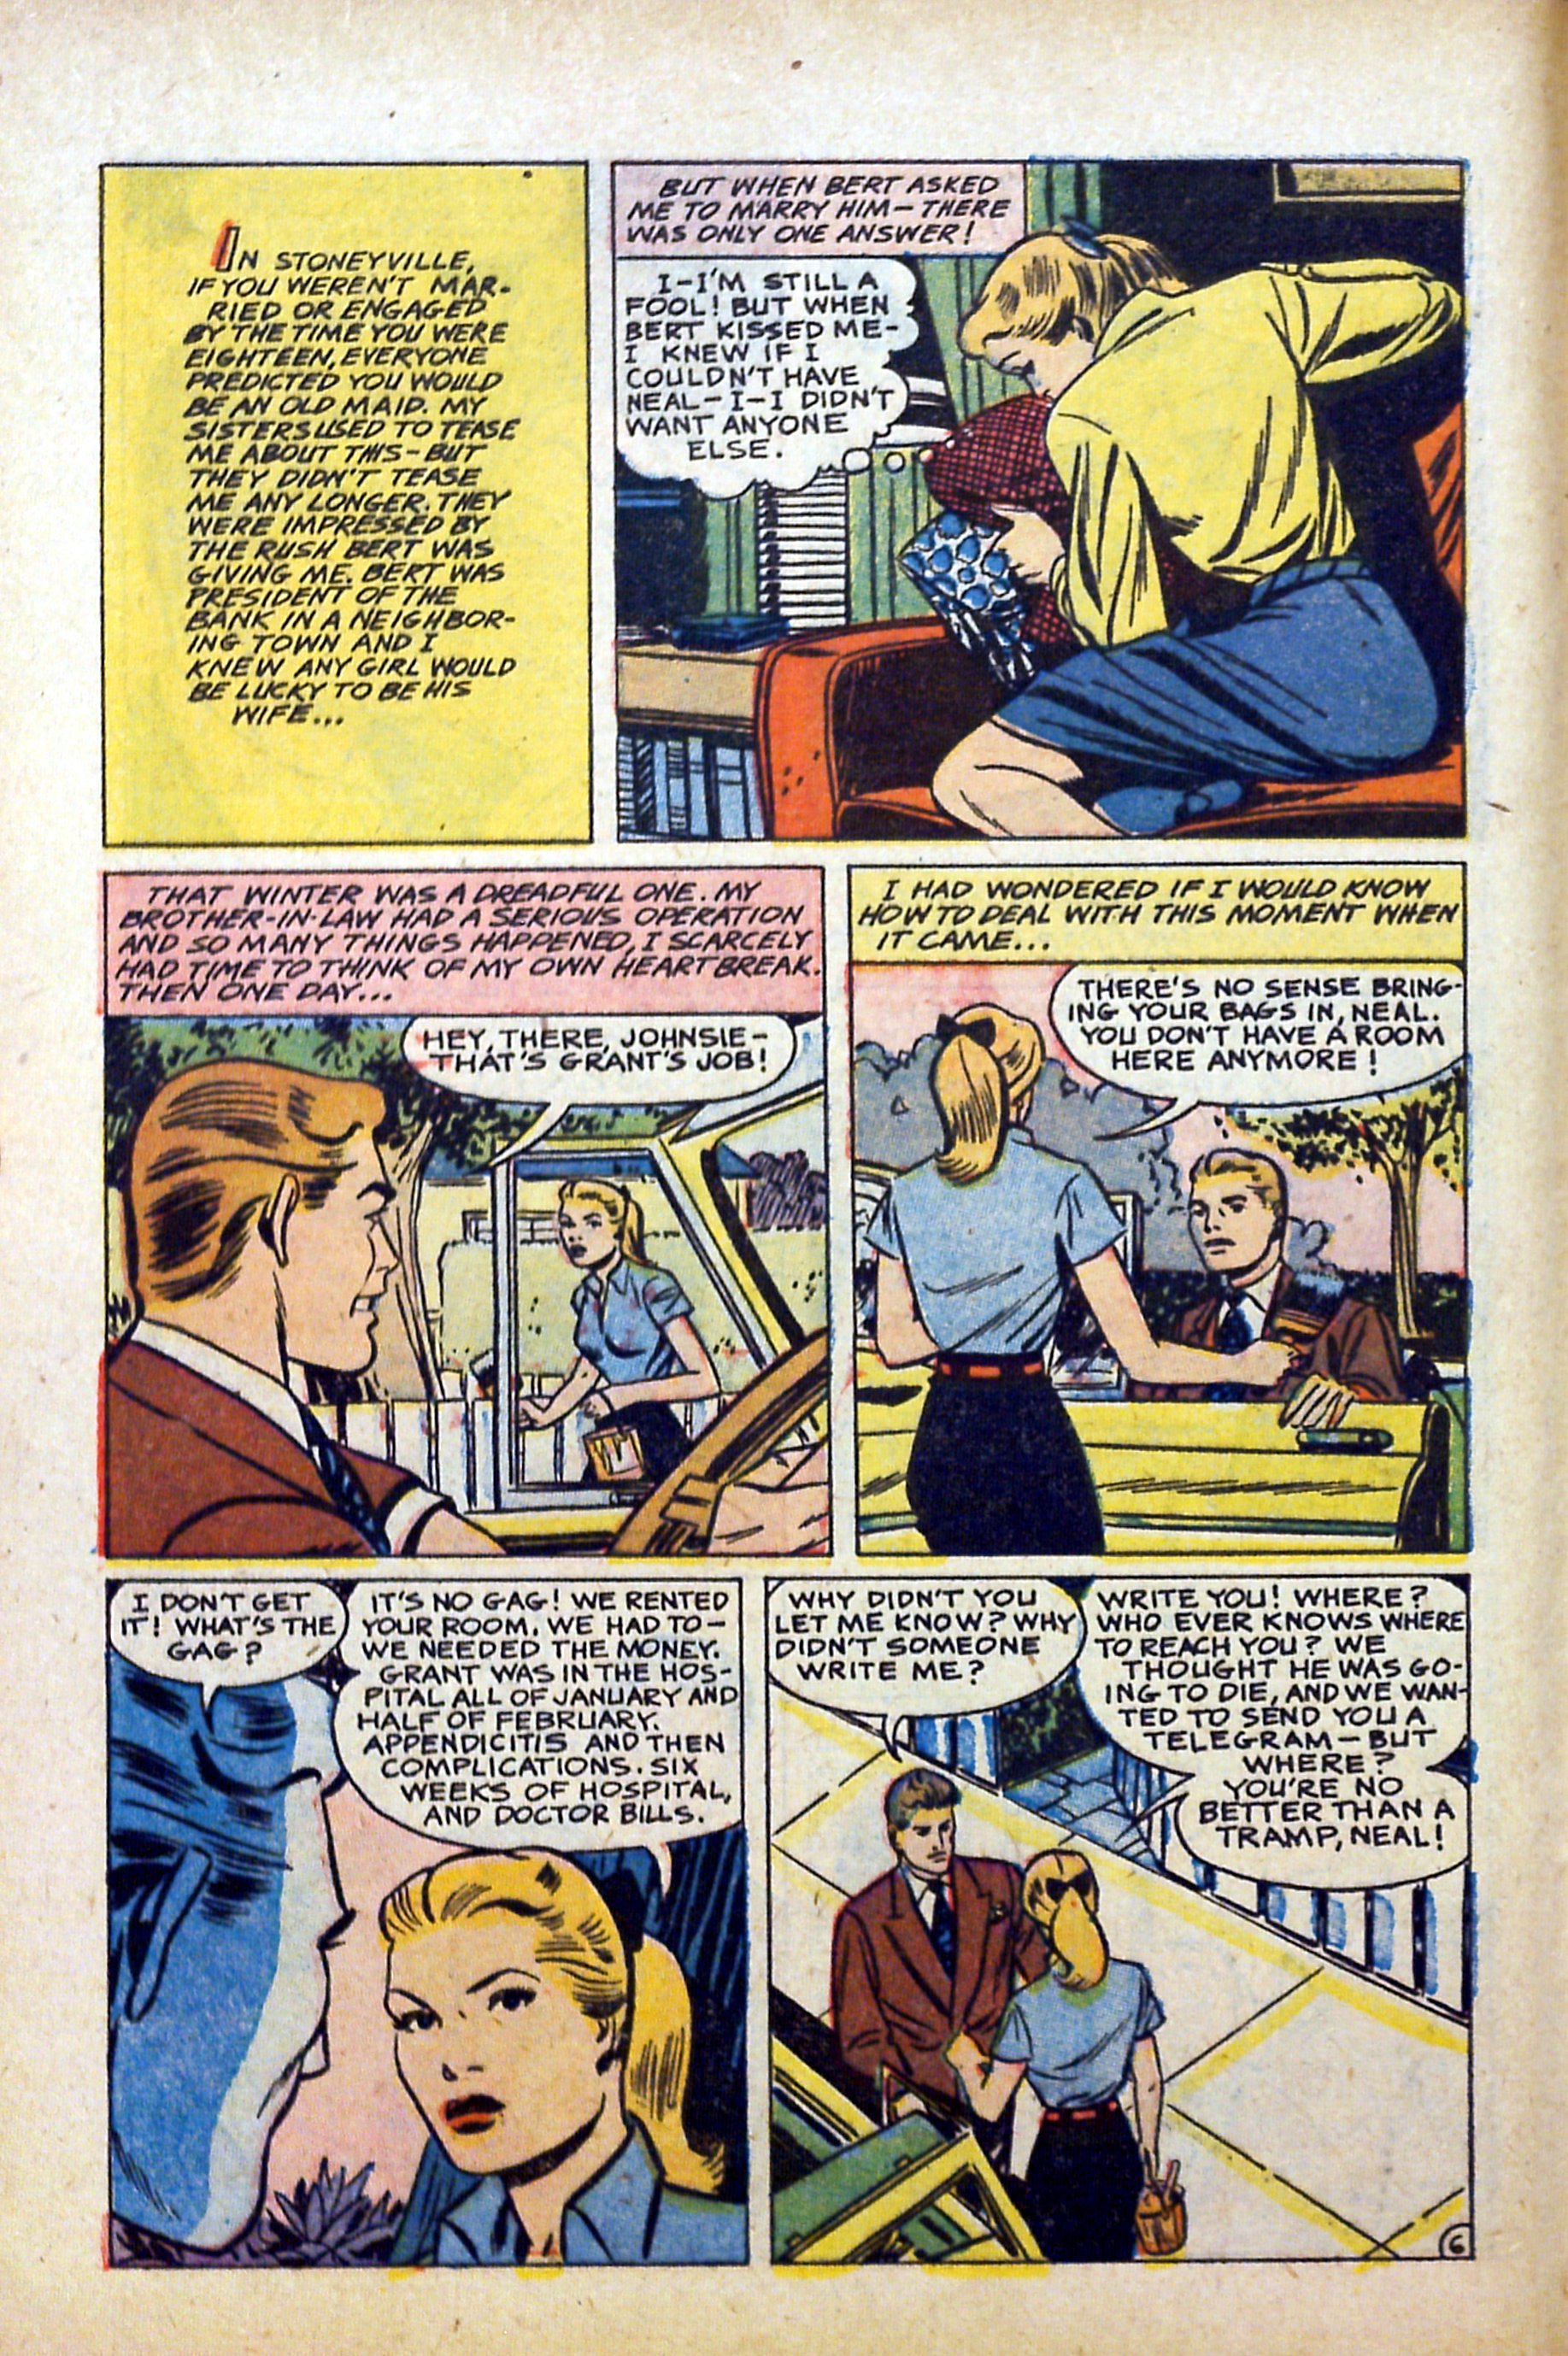 IN STONEYVILLE,
IF YOU WEREN'T MAR-
RIED OR ENGAGED
BY THE TIME YOU WERE
EIGHTEEN, EVERYONE
PREDICTED YOU WOULD
BE AN OLD MAID. MY
SISTERS USED TO TEASE
ME ABOUT THIS - BUT
THEY DIDN'T TEASE
ME ANY LONGER. THEY
WERE IMPRESSED BY
THE RUSH BERT WAS
GIVING ME. BERT WAS
PRESIDENT OF THE
BANK IN A NEIGHBOR-
ING TOWN AND I
KNEW ANY GIRL WOULD
BE LUCKY TO BE HIS
WIFE...
BUT WHEN BERT ASKED
ME TO MARRY HIM — THERE
WAS ONLY ONE ANSWER!
I-I'M STILL A
FOOL! BUT WHEN
BERT KISSED ME-
I KNEW IF I
COULDN'T HAVE
NEAL - I-I DIDN'T
WANT ANYONE
ELSE.
THAT WINTER WAS A DREADFUL ONE. MY
BROTHER-IN-LAW HAD A SERIOUS OPERATION
AND SO MANY THINGS HAPPENED, I SCARCELY
HAD TIME TO THINK OF MY OWN HEARTBREAK.
THEN ONE DAY...
HEY, THERE, JOHNSIE -
THAT'S GRANT'S JOB!
I HAD WONDERED IF I WOULD KNOW
HOW TO DEAL WITH THIS MOMENT WHEN
IT CAME...
THERE'S NO SENSE BRING-
ING YOUR BAGS IN, NEAL.
YOU DON'T HAVE A ROOM
HERE ANYMORE!
I DON'T GET
IT! WHAT'S THE
GAG?
IT'S NO GAG! WE RENTED
YOUR ROOM. WE HAD TO —
WE NEEDED THE MONEY.
GRANT WAS IN THE HOS-
PITAL ALL OF JANUARY AND
HALF OF FEBRUARY.
APPENDICITIS AND THEN
COMPLICATIONS. SIX
WEEKS OF HOSPITAL,
AND DOCTOR BILLS.
WHY DIDN'T YOU
LET ME KNOW? WHY
DIDN'T SOMEONE
WRITE ME?
WRITE YOU! WHERE?
WHO EVER KNOWS WHERE
TO REACH YOU? WE
THOUGHT HE WAS GO-
ING TO DIE, AND WE WAN-
TED TO SEND YOU A
TELEGRAM — BUT
WHERE?
YOU'RE NO
BETTER THAN A
TRAMP, NEAL!
6